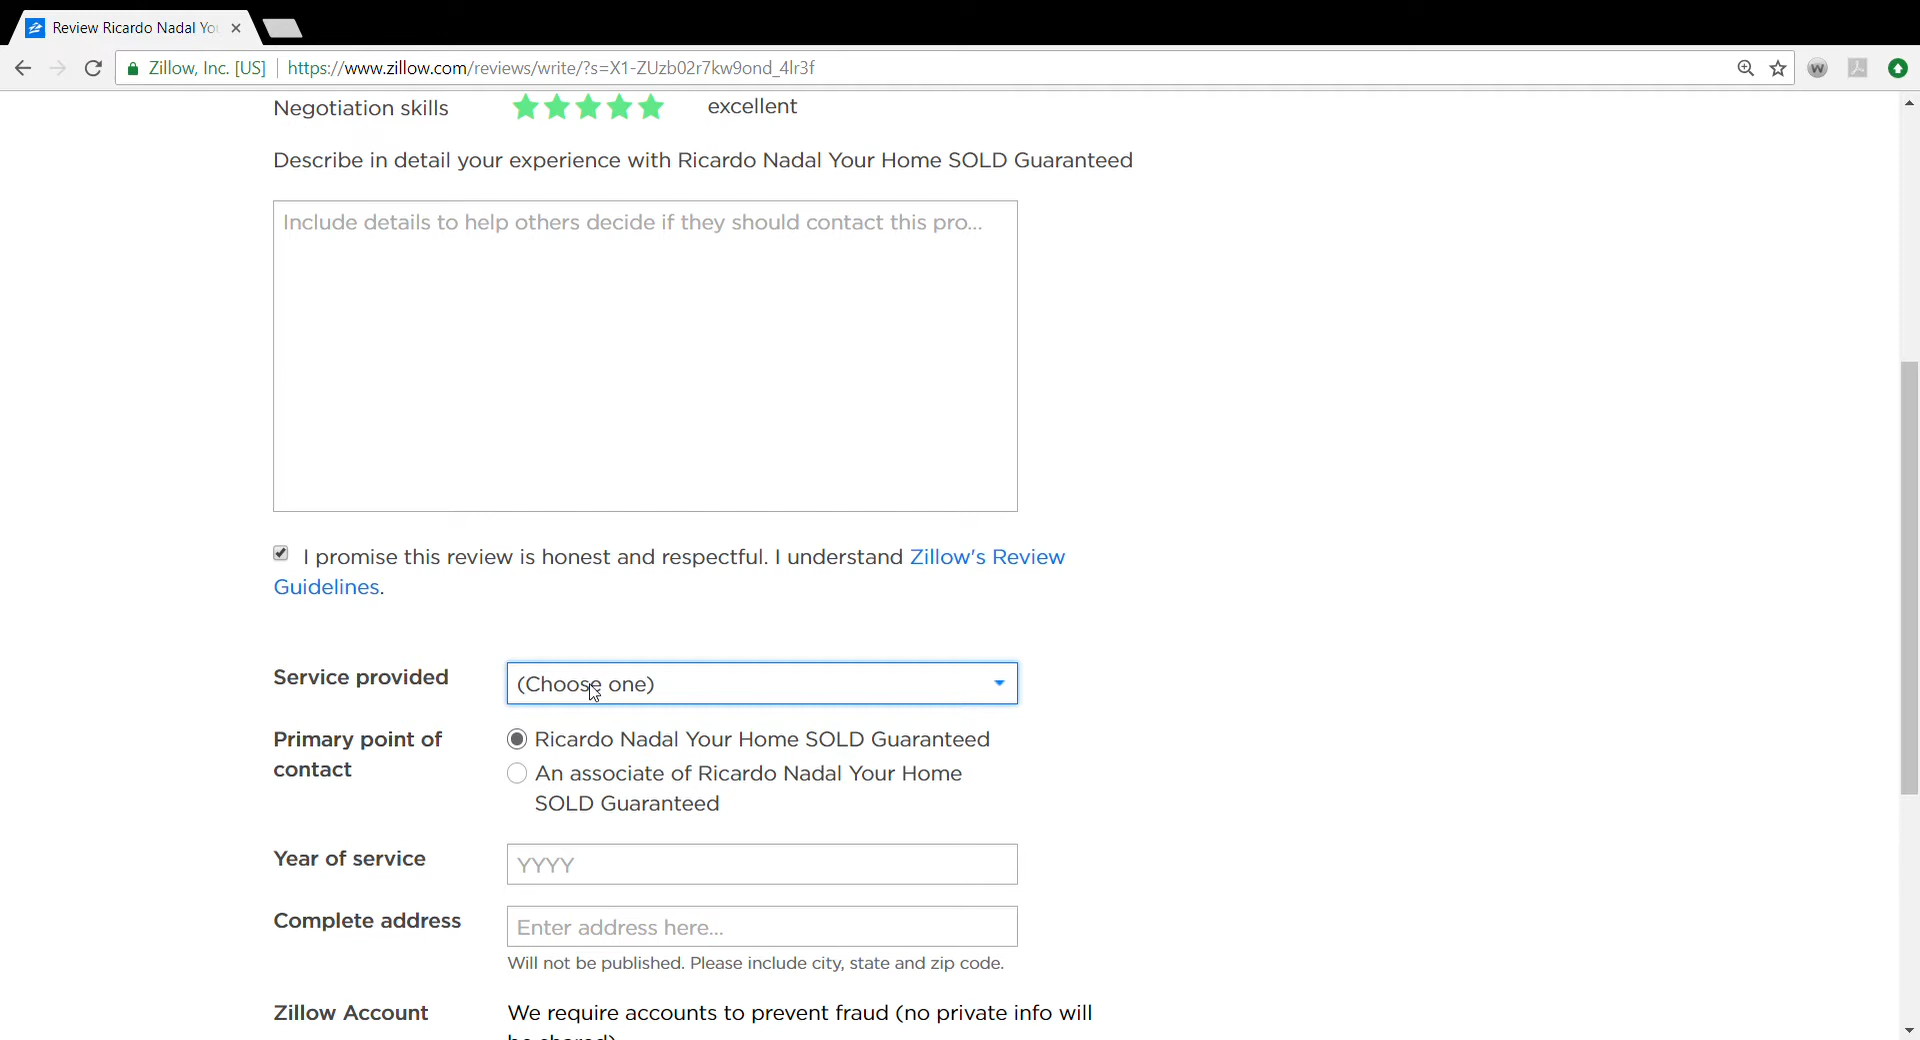 Review Ricardo Nadal You
Zillow, Inc. [US]
https://www.zillow.com/reviews/write/?s=X1-ZUzb02r7kw9ond_4lr3f
W
Negotiation skills
excellent
Describe in detail your experience with Ricardo Nadal Your Home SOLD Guaranteed
Include details to help others decide if they should contact this pro...
I promise this review is honest and respectful. I understand Zillow's Review
Guidelines.
Service provided
(Choose one)
Primary point of
contact
Ricardo Nadal Your Home SOLD Guaranteed
An associate of Ricardo Nadal Your Home
SOLD Guaranteed
Year of service
YYYY
Complete address
Enter address here...
Will not be published. Please include city, state and zip code.
Zillow Account
We require accounts to prevent fraud (no private info will
be shared)